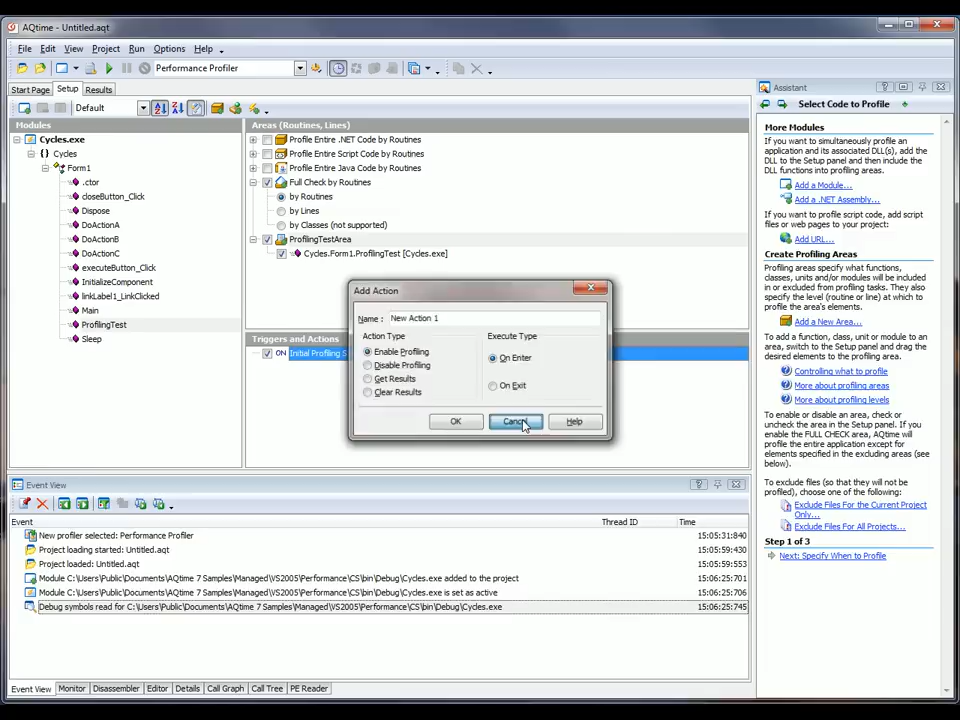 AQtime - Untitled.aqt
File Edit View Project Run Options Help
Performance Profiler
Start Page Setup Results
Default
Modules
Cycles.exe
Cycles
Form1
.ctor
closeButton_Click
Dispose
DoActionA
DoActionB
DoActionC
executeButton_Click
InitializeComponent
linkLabel1_LinkClicked
Main
ProfilingTest
Sleep
Areas (Routines, Lines)
Profile Entire .NET Code by Routines
Profile Entire Script Code by Routines
Profile Entire Java Code by Routines
Full Check by Routines
by Routines
by Lines
by Classes (not supported)
ProfilingTestArea
Cycles.Form1.ProfilingTest [Cycles.exe]
Triggers and Actions
ON Initial Profiling S
Add Action
Name : New Action 1
Action Type Execute Type
Enable Profiling
On Enter
Disable Profiling
Get Results
On Exit
Clear Results
OK Cancel Help
Event View
Event Thread ID Time
New profiler selected: Performance Profiler 15:05:31:840
Project loading started: Untitled.aqt 15:05:59:430
Project loaded: Untitled.aqt 15:05:59:553
Module C:\Users\Public\Documents\AQtime 7 Samples\Managed\VS2005\Performance\CS\bin\Debug\Cycles.exe added to the project 15:06:25:701
Module C:\Users\Public\Documents\AQtime 7 Samples\Managed\VS2005\Performance\CS\bin\Debug\Cycles.exe is set as active 15:06:25:706
Debug symbols read for C:\Users\Public\Documents\AQtime 7 Samples\Managed\VS2005\Performance\CS\bin\Debug\Cycles.exe 15:06:25:745
Event View Monitor Disassembler Editor Details Call Graph Call Tree PE Reader
Assistant
Select Code to Profile
More Modules
If you want to simultaneously profile an
application and its associated DLL(s), add the
DLL to the Setup panel and then include the
DLL functions into profiling areas.
Add a Module...
Add a .NET Assembly...
If you want to profile script code, add script
files or web pages to your project.
Add URL...
Create Profiling Areas
Profiling areas specify what functions,
classes, units and/or modules will be included
in or excluded from profiling tasks. They also
specify the level (routine or line) at which to
profile the elements.
Add a New Area...
To add a function, class, unit or module to an
area, switch to the Setup panel and drag the
desired elements to the profiling area.
Controlling what to profile
More about profiling areas
More about profiling levels
To enable or disable an area, check or
uncheck the area in the Setup panel. If you
enable the FULL CHECK area, AQtime will
profile the entire application except for
elements specified in the excluding areas (see
below).
To exclude files (so that they will not be
profiled), choose one of the following:
Exclude Files For the Current Project
Only...
Exclude Files For All Projects...
Step 1 of 3
Next: Specify When to Profile